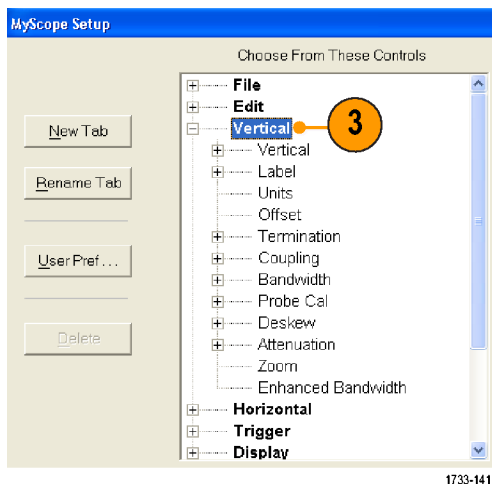 MyScope Setup
Choose From These Controls
New Tab
Rename Tab
User Pref . . .
Delete
File
Edit
Vertical
3
Vertical
Label
Units
Offset
Termination
Coupling
Bandwidth
Probe Cal
Deskew
Attenuation
Zoom
Enhanced Bandwidth
Horizontal
Trigger
Display
1733-141